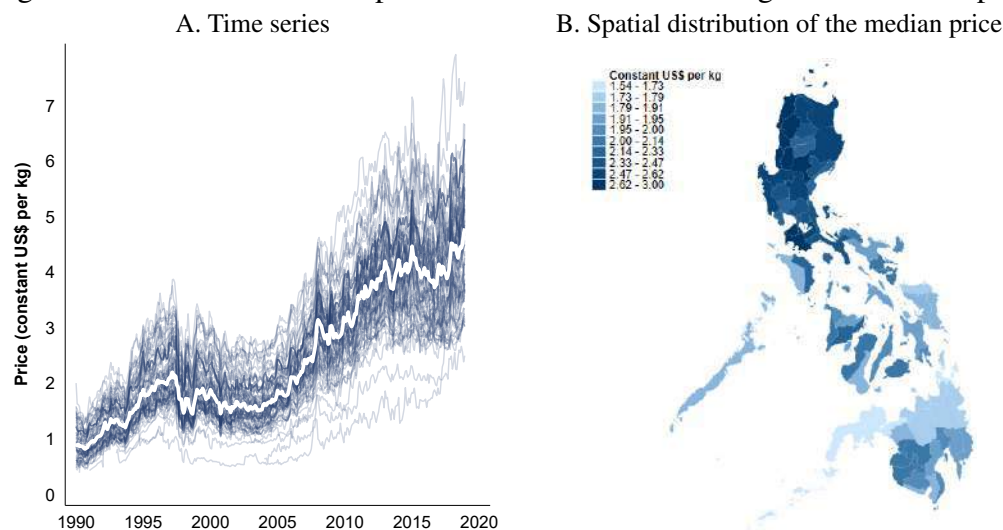 A. Time series
B. Spatial distribution of the median price
Price (constant US$ per kg)
7
6
5
4
3
2
1
0
1990 1995 2000 2005 2010 2015 2020
Constant US$ per kg
1.54 - 1.73
1.73 - 1.79
1.79 - 1.91
1.91 - 1.95
1.95 - 2.00
2.00 - 2.14
2.14 - 2.33
2.33 - 2.47
2.47 - 2.62
2.62 - 3.00